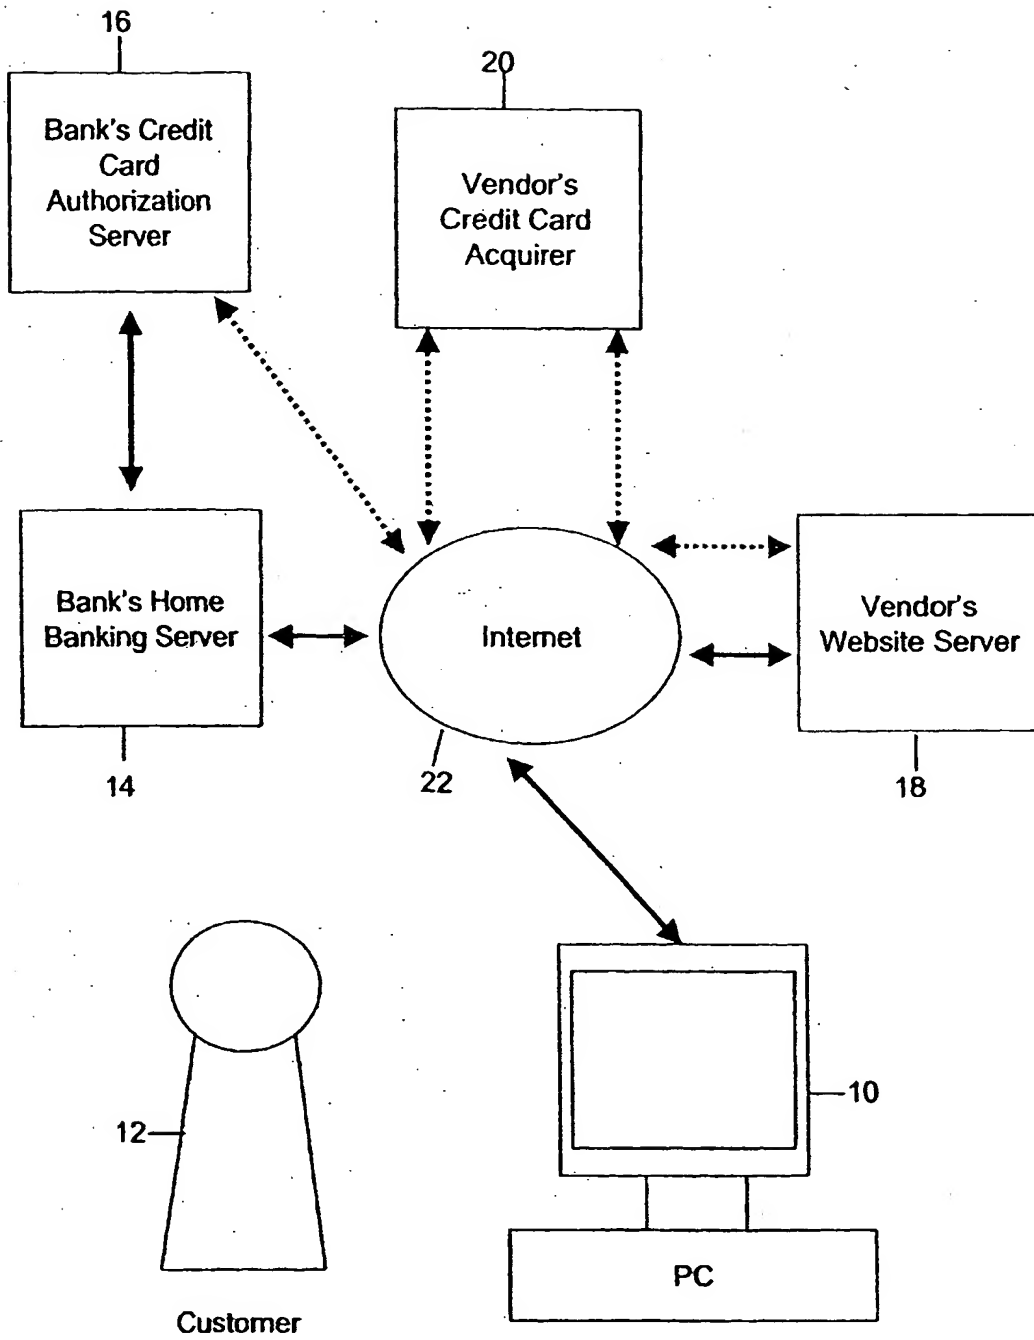 16
20
Bank's Credit
Card
Authorization
Server
Vendor's
Credit Card
Acquirer
Bank's Home
Banking Server
Internet
Vendor's
Website Server
14
22
18
12
10
PC
Customer